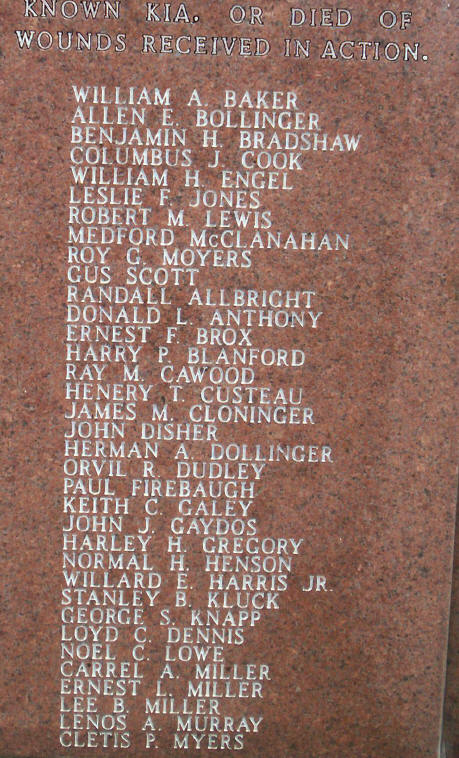 KNOWN KIA. OR DIED OF
WOUNDS RECEIVED IN ACTION.
WILLIAM A. BAKER
ALLEN E. BOLLINGER
BENJAMIN H. BRADSHAW
COLUMBUS J. COOK
WILLIAM H. ENGEL
LESLIE F. JONES
ROBERT M. LEWIS
MEDFORD McCLANAHAN
ROY G. MOYERS
GUS SCOTT
RANDALL ALLBRIGHT
DONALD L. ANTHONY
ERNEST F. BROX
HARRY P. BLANFORD
RAY M. CAWOOD
HENERY T. CUSTEAU
JAMES M. CLONINGER
JOHN DISHER
HERMAN A. DOLLINGER
ORVIL R. DUDLEY
PAUL FIREBAUGH
KEITH C. GALEY
JOHN J. GAYDOS
HARLEY H. GREGORY
NORMAL H. HENSON
WILLARD E. HARRIS JR.
STANLEY B. KLUCK
GEORGE S. KNAPP
LOYD C. DENNIS
NOEL C. LOWE
CARREL A. MILLER
ERNEST L. MILLER
LEE B. MILLER
LENOS A. MURRAY
CLETIS P. MYERS